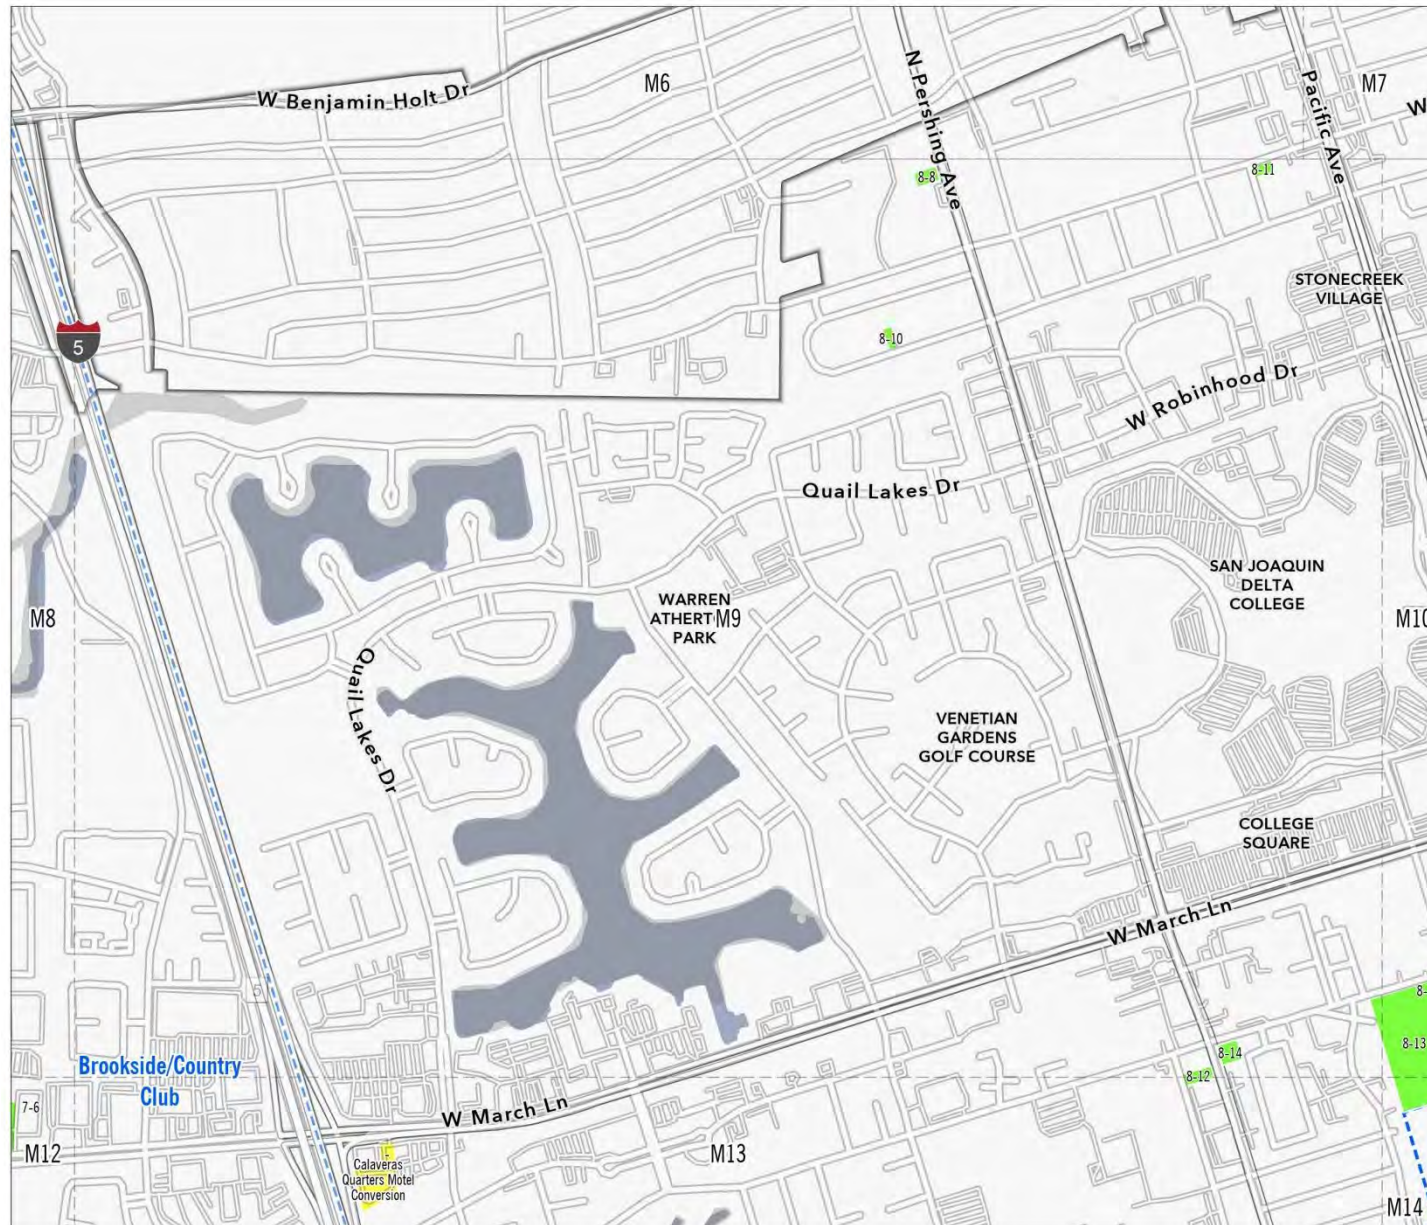 M6
M7
W Benjamin Holt Dr
N Pershing Ave
Pacific Ave
W
8-8
8-11
STONECREEK
VILLAGE
5
8-10
W Robinhood Dr
Quail Lakes Dr
SAN JOAQUIN
DELTA
COLLEGE
M8
WARREN
ATHERT M9
PARK
M10
Quail Lakes Dr
VENETIAN
GARDENS
GOLF COURSE
COLLEGE
SQUARE
W March Ln
5
8-
8-13
8-14
8-12
Brookside/Country
Club
7-6
W March Ln
M12
M13
Calaveras
Quarters Motel
Conversion
M14